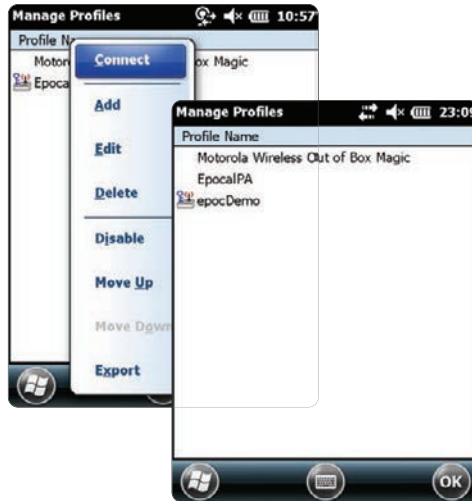 Manage Profiles 10:57
Profile Na
Motoro ox Magic
Epoca
Connect
Add
Edit
Delete
Disable
Move Up
Move Down
Export
Manage Profiles 23:09
Profile Name
Motorola Wireless Out of Box Magic
EpocalPA
epocDemo
OK